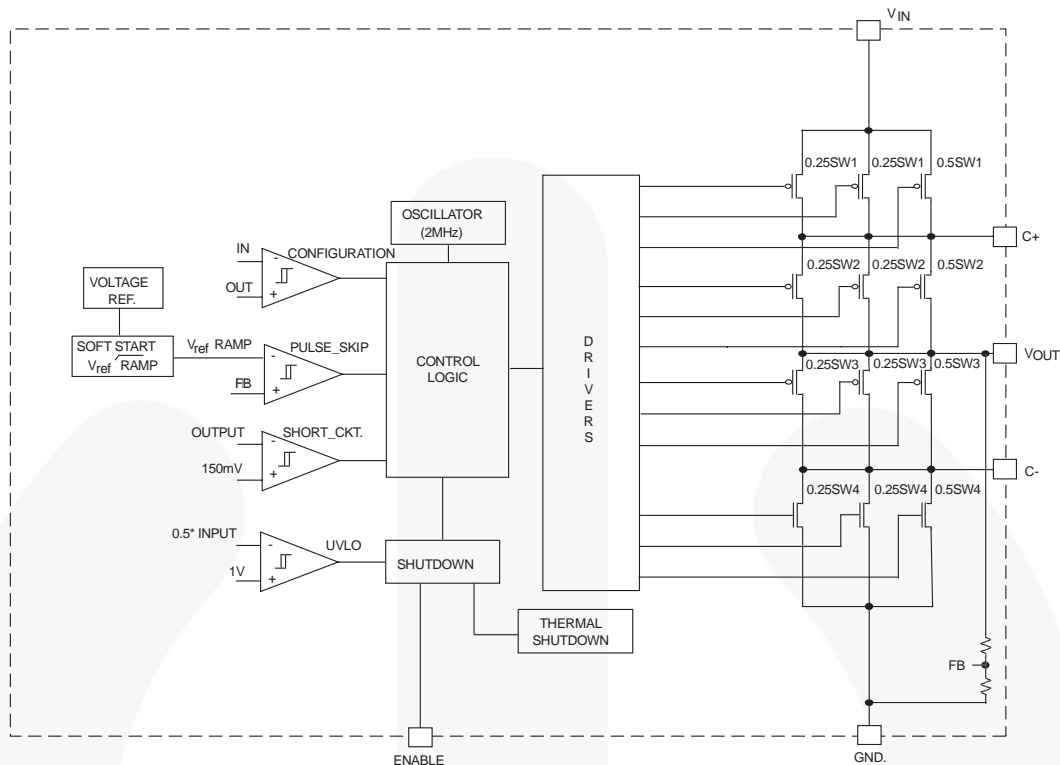 VIN
0.25SW1
0.25SW1
0.5SW1
OSCILLATOR
(2MHz)
C+
IN
CONFIGURATION
-
OUT
+
0.25SW2
0.25SW2
0.5SW2
VOLTAGE
REF.
SOFT START
Vref RAMP
Vref RAMP
-
PULSE_SKIP
FB
+
CONTROL
LOGIC
DRIVERS
VOUT
0.25SW3
0.25SW3
0.5SW3
OUTPUT
-
SHORT_CKT.
150mV
+
C-
0.25SW4
0.25SW4
0.5SW4
0.5* INPUT
-
UVLO
1V
+
SHUTDOWN
THERMAL
SHUTDOWN
FB
ENABLE
GND.